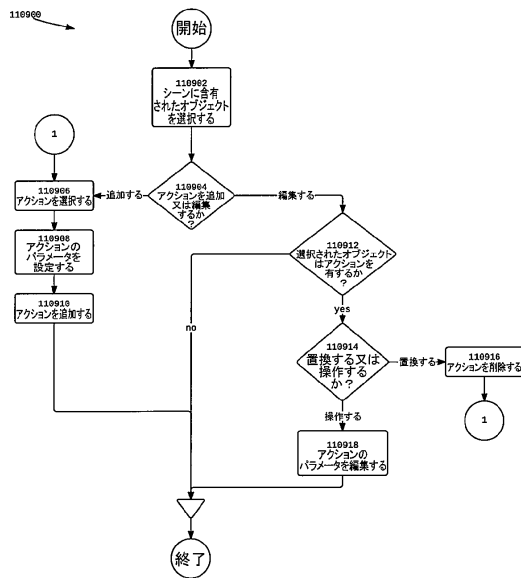 110900
開始
110902
シーンに含有
されたオブジェクト
を選択する
1
110904
アクションを追加
又は編集
するか
?
追加する
編集する
110906
アクションを選択する
110908
アクションの
パラメータを
設定する
110910
アクションを追加する
110912
選択されたオブジェクト
はアクションを
有するか
?
no
yes
110914
置換する又は
操作する
か?
置換する
110916
アクションを削除する
1
操作する
110918
アクションの
パラメータを編集する
終了